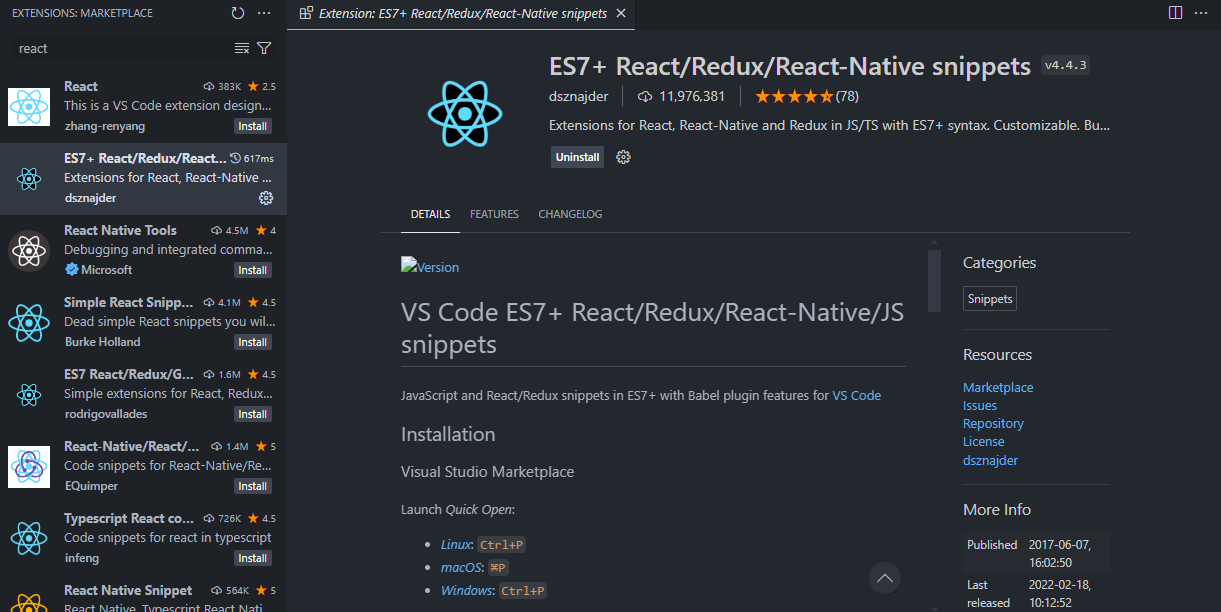 EXTENSIONS: MARKETPLACE
react
React 383K 2.5
This is a VS Code extension design...
zhang-renyang Install
ES7+ React/Redux/React... 617ms
Extensions for React, React-Native ...
dsznajder
React Native Tools 4.5M 4
Debugging and integrated comma...
Microsoft Install
Simple React Snipp... 4.1M 4.5
Dead simple React snippets you wil...
Burke Holland Install
ES7 React/Redux/G... 1.6M 4.5
Simple extensions for React, Redux...
rodrigovallades Install
React-Native/React/... 1.4M 5
Code snippets for React-Native/Re...
EQuimper Install
Typescript React co... 726K 4.5
Code snippets for react in typescript
infeng Install
React Native Snippet 564K 5
React Native, Typescript React Nati...
Extension: ES7+ React/Redux/React-Native snippets
ES7+ React/Redux/React-Native snippets v4.4.3
dsznajder 11,976,381 (78)
Extensions for React, React-Native and Redux in JS/TS with ES7+ syntax. Customizable. Bu...
Uninstall
DETAILS FEATURES CHANGELOG
Version
VS Code ES7+ React/Redux/React-Native/JS
snippets
JavaScript and React/Redux snippets in ES7+ with Babel plugin features for VS Code
Installation
Visual Studio Marketplace
Launch Quick Open:
• Linux: Ctrl+P
• macOS: ⌘P
• Windows: Ctrl+P
Categories
Snippets
Resources
Marketplace
Issues
Repository
License
dsznajder
More Info
Published 2017-06-07,
16:02:50
Last 2022-02-18,
released 10:12:52